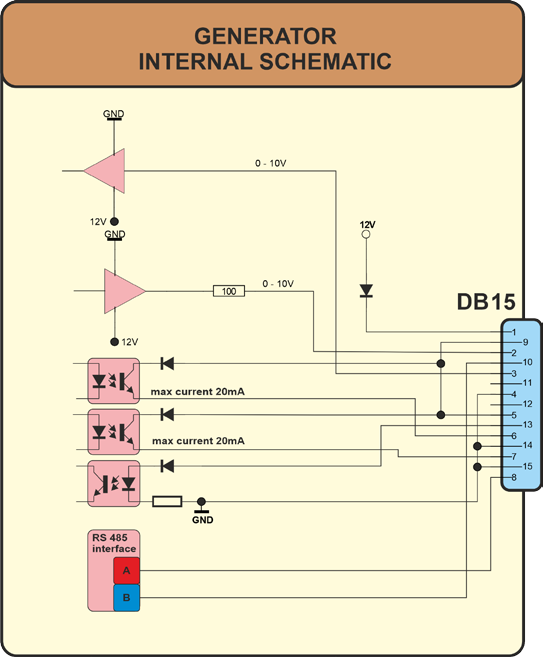 GENERATOR
INTERNAL SCHEMATIC
GND
0 - 10V
12V
GND
12V
100
0 - 10V
DB15
12V
1
9
2
10
3
11
4
12
5
13
6
14
7
15
8
max current 20mA
max current 20mA
GND
RS 485
interface
A
B